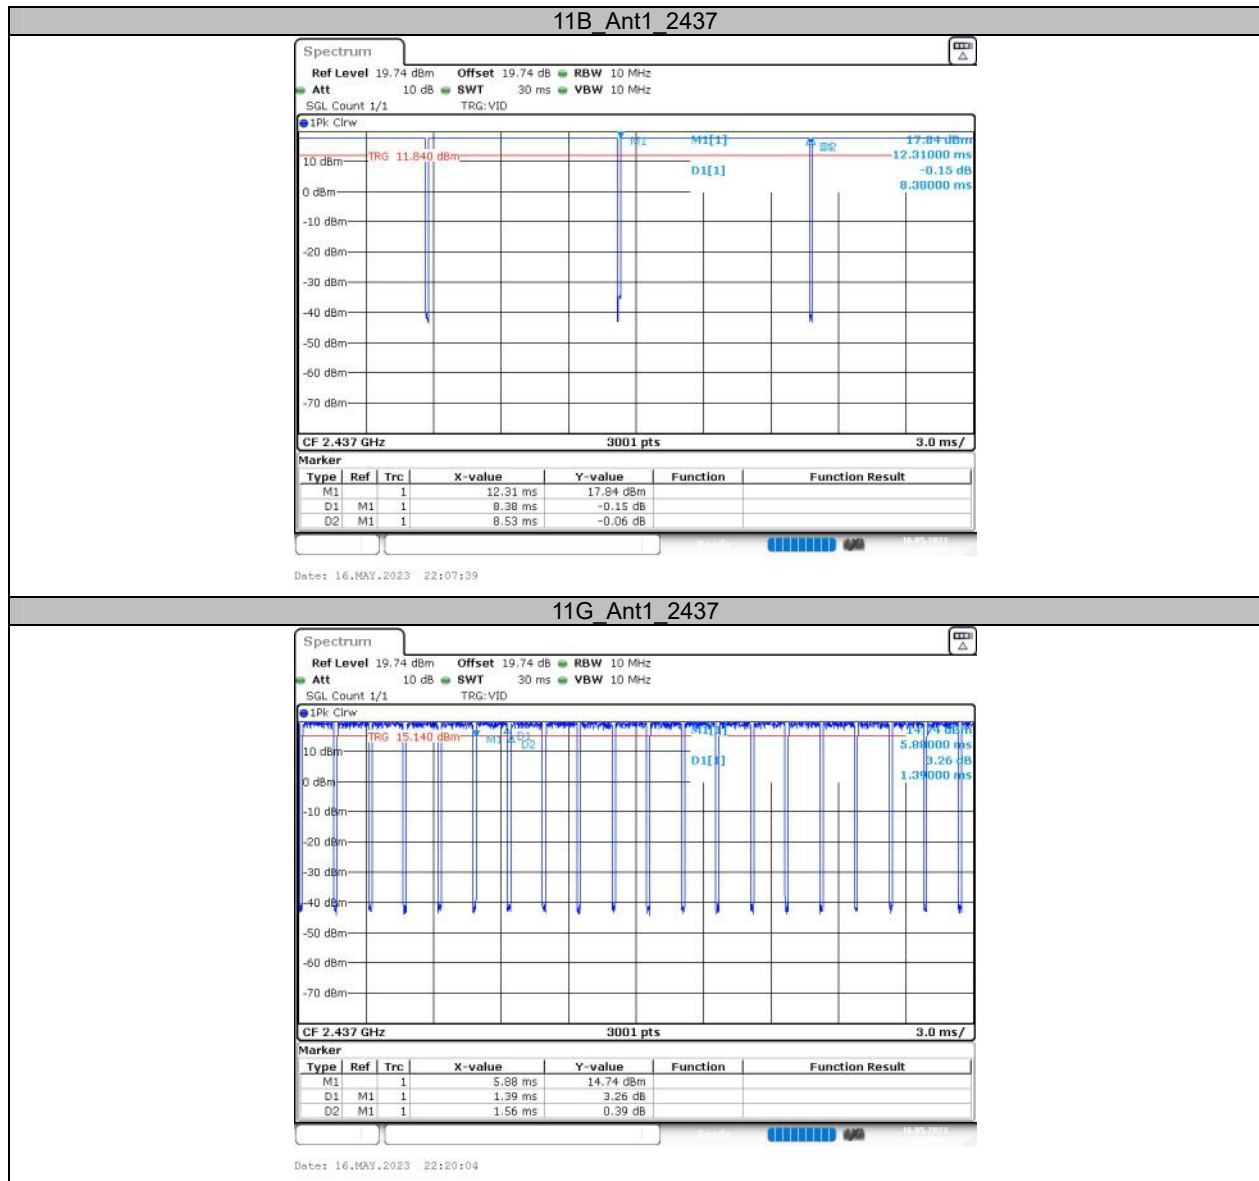 11B_Ant1_2437
Spectrum
Ref Level 19.74 dBm Offset 19.74 dB RBW 10 MHz
Att 10 dB SWT 30 ms VBW 10 MHz
SGL Count 1/1 TRG:VID
1Pk Clrw
M1 M1[1] 17.84 dBm
TRG 11.840 dBm 12.31000 ms
10 dBm
D1[1] -0.15 dB
0 dBm 8.38000 ms
-10 dBm
-20 dBm
-30 dBm
-40 dBm
-50 dBm
-60 dBm
-70 dBm
CF 2.437 GHz 3001 pts 3.0 ms/
Marker
Type Ref Trc X-value Y-value Function Function Result
M1 1 12.31 ms 17.84 dBm
D1 M1 1 8.38 ms -0.15 dB
D2 M1 1 8.53 ms -0.06 dB
Date: 16.MAY.2023 22:07:39
11G_Ant1_2437
Spectrum
Ref Level 19.74 dBm Offset 19.74 dB RBW 10 MHz
Att 10 dB SWT 30 ms VBW 10 MHz
SGL Count 1/1 TRG:VID
1Pk Clrw
M1[1] 14.74 dBm
TRG 15.140 dBm M1 D1
D2 5.88000 ms
10 dBm
D1[1] 3.26 dB
0 dBm 1.39000 ms
-10 dBm
-20 dBm
-30 dBm
-40 dBm
-50 dBm
-60 dBm
-70 dBm
CF 2.437 GHz 3001 pts 3.0 ms/
Marker
Type Ref Trc X-value Y-value Function Function Result
M1 1 5.88 ms 14.74 dBm
D1 M1 1 1.39 ms 3.26 dB
D2 M1 1 1.56 ms 0.39 dB
Date: 16.MAY.2023 22:20:04